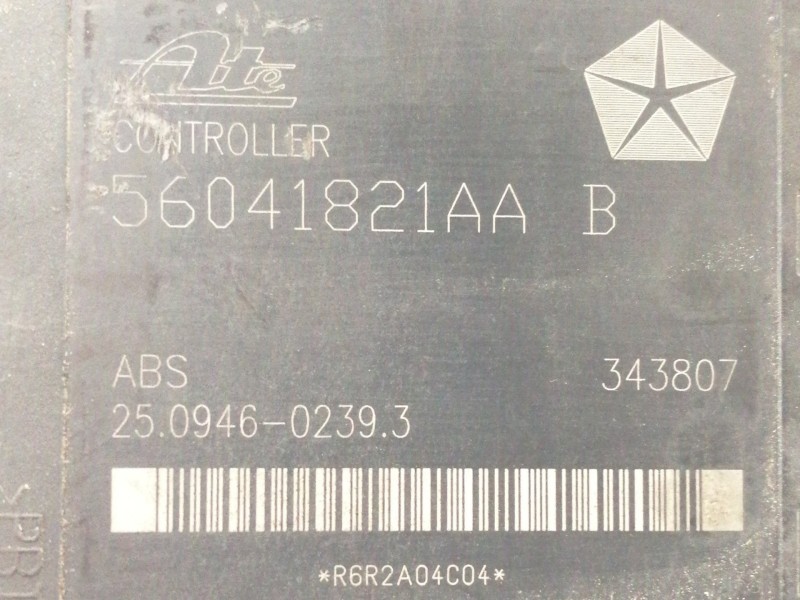 Ate
CONTROLLER
56041821AA B
ABS 343807
25.0946-0239.3
*R6R2A04C04*